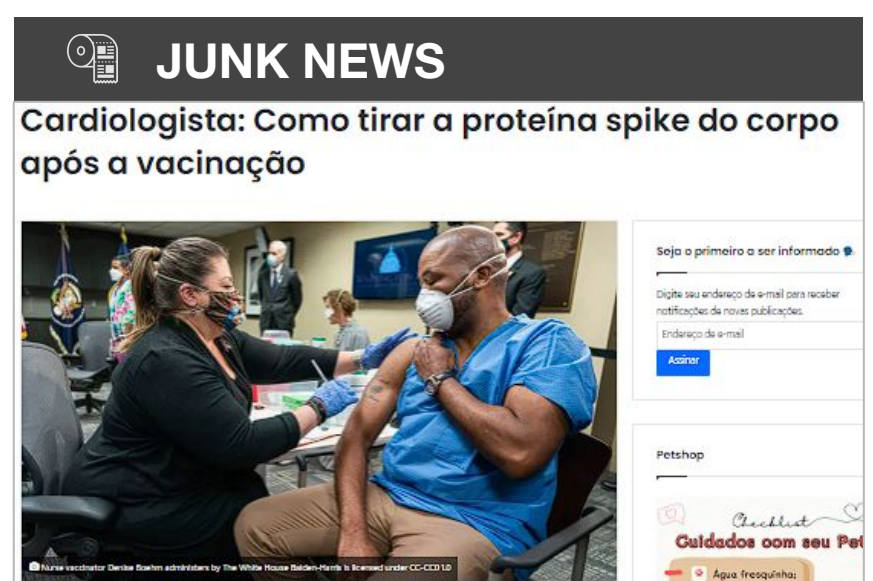 JUNK NEWS
Cardiologista: Como tirar a proteína spike do corpo
após a vacinação
Seja o primeiro a ser informado
Digite seu endereço de e-mail para receber
notificações de novas publicações.
Endereço de e-mail
Assinar
Petshop
Checklist
Cuidados com seu Pet
Água fresquinha;
Nurse vaccinator Denise Boehm administers by The White House Baiden-Harris is licensed under CC-CC0 1.0